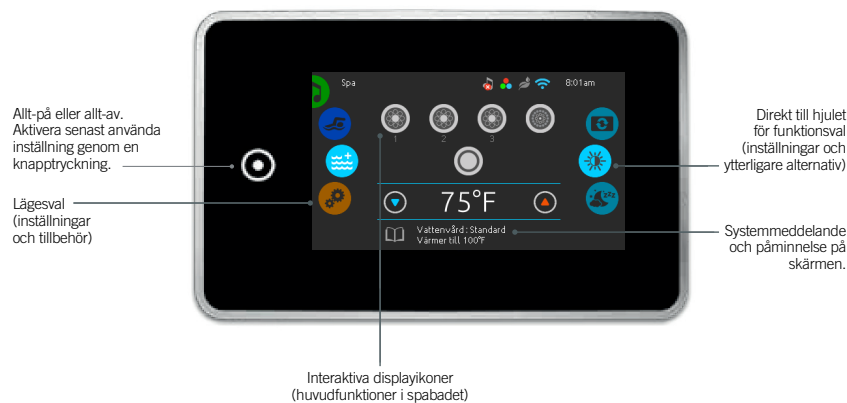 Allt-på eller allt-av.
Aktivera senast använda
inställning genom en
knapptryckning.
Lägesval
(inställningar
och tillbehör)
Spa
8:01am
1 2 3
75°F
Vattenvård: Standard
Värmer till 100°F
Direkt till hjulet
för funktionsval
(inställningar och
ytterligare alternativ)
Systemmeddelande
och påminnelse på
skärmen.
Interaktiva displayikoner
(huvudfunktioner i spabadet)